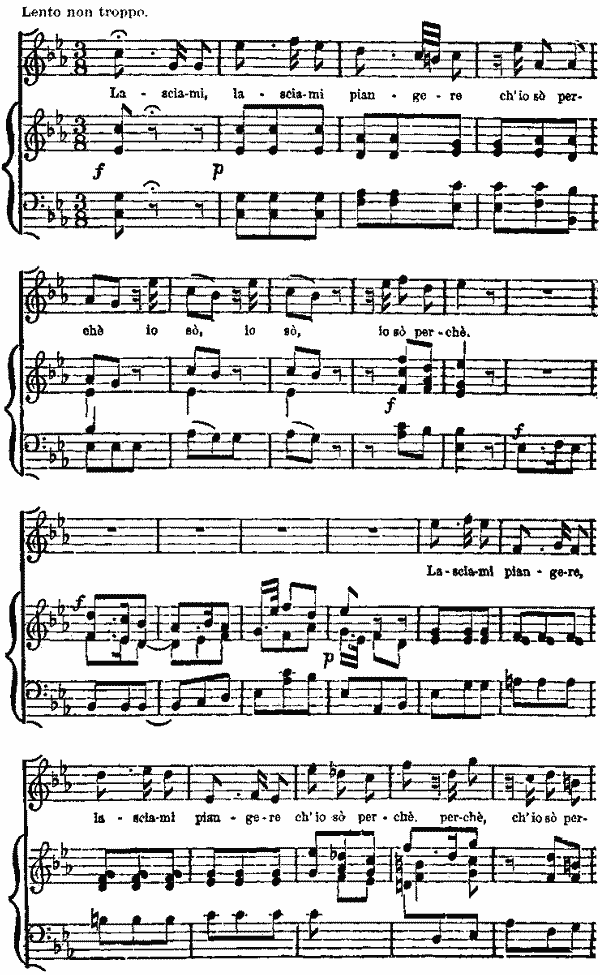 Lento non troppo.
La - scia-mi, la - scia-mi pian - ge - re ch'io sò per-
f p
chè io sò, io sò, io sò per-chè.
f f
La-scia-mi pian - ge-re,
f p
la - scia-mi pian - ge-re ch'io sò per - chè. per-chè, ch'io sò per-